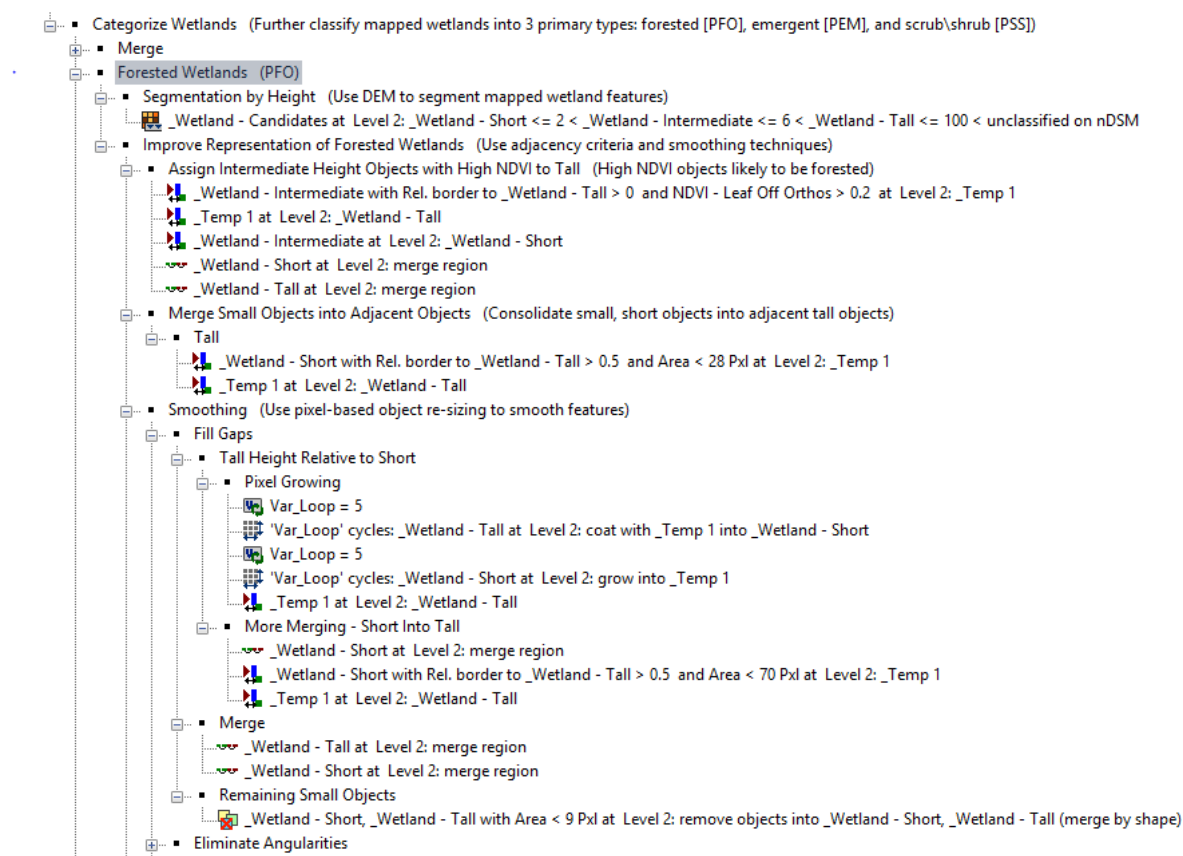 Categorize Wetlands (Further classify mapped wetlands into 3 primary types: forested [PFO], emergent [PEM], and scrub\shrub [PSS])
Merge
Forested Wetlands (PFO)
Segmentation by Height (Use DEM to segment mapped wetland features)
_Wetland - Candidates at Level 2: _Wetland - Short <= 2 < _Wetland - Intermediate <= 6 < _Wetland - Tall <= 100 < unclassified on nDSM
Improve Representation of Forested Wetlands (Use adjacency criteria and smoothing techniques)
Assign Intermediate Height Objects with High NDVI to Tall (High NDVI objects likely to be forested)
_Wetland - Intermediate with Rel. border to _Wetland - Tall > 0 and NDVI - Leaf Off Orthos > 0.2 at Level 2: _Temp 1
_Temp 1 at Level 2: _Wetland - Tall
_Wetland - Intermediate at Level 2: _Wetland - Short
_Wetland - Short at Level 2: merge region
_Wetland - Tall at Level 2: merge region
Merge Small Objects into Adjacent Objects (Consolidate small, short objects into adjacent tall objects)
Tall
_Wetland - Short with Rel. border to _Wetland - Tall > 0.5 and Area < 28 Pxl at Level 2: _Temp 1
_Temp 1 at Level 2: _Wetland - Tall
Smoothing (Use pixel-based object re-sizing to smooth features)
Fill Gaps
Tall Height Relative to Short
Pixel Growing
Var_Loop = 5
'Var_Loop' cycles: _Wetland - Tall at Level 2: coat with _Temp 1 into _Wetland - Short
Var_Loop = 5
'Var_Loop' cycles: _Wetland - Short at Level 2: grow into _Temp 1
_Temp 1 at Level 2: _Wetland - Tall
More Merging - Short Into Tall
_Wetland - Short at Level 2: merge region
_Wetland - Short with Rel. border to _Wetland - Tall > 0.5 and Area < 70 Pxl at Level 2: _Temp 1
_Temp 1 at Level 2: _Wetland - Tall
Merge
_Wetland - Tall at Level 2: merge region
_Wetland - Short at Level 2: merge region
Remaining Small Objects
_Wetland - Short, _Wetland - Tall with Area < 9 Pxl at Level 2: remove objects into _Wetland - Short, _Wetland - Tall (merge by shape)
Eliminate Angularities